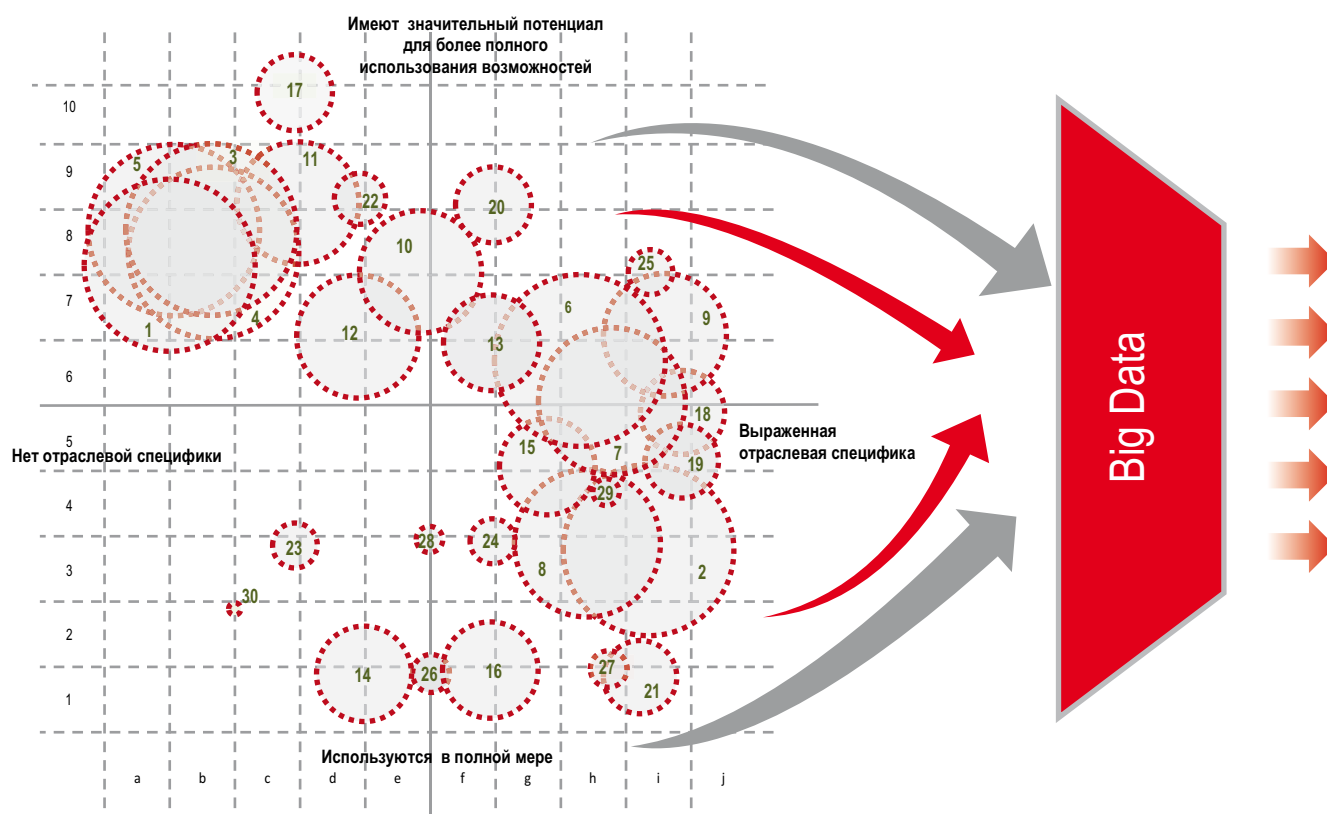 Имеют значительный потенциал
для более полного
использования возможностей
17
10
5
3
11
9
22
20
8
10
25
7
6
9
1
4
12
13
6
18
5
15
7
Выраженная
отраслевая специфика
Нет отраслевой специфики
19
29
4
23
28
24
8
2
3
30
2
14
26
16
27
21
1
Используются в полной мере
a
b
c
d
e
f
g
h
i
j
Big Data